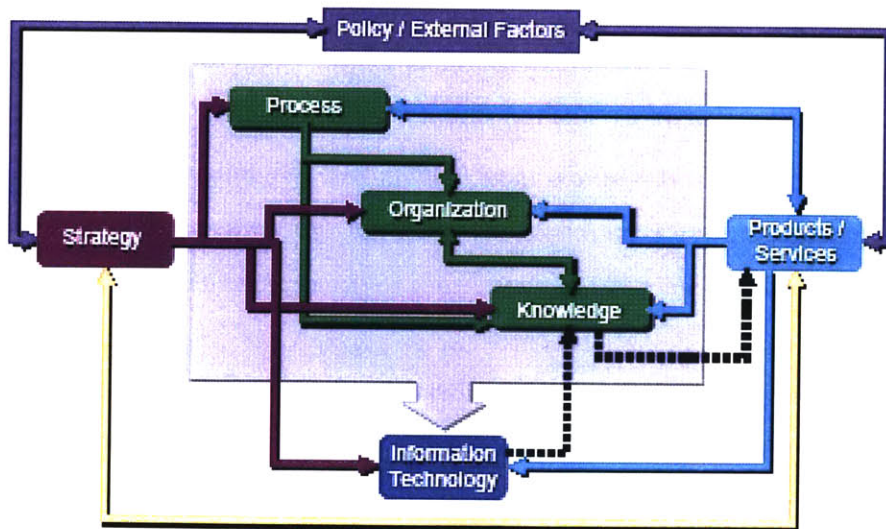 Policy / External Factors
Process
Organization
Strategy
Products /
Services
Knowledge
Information
Technology